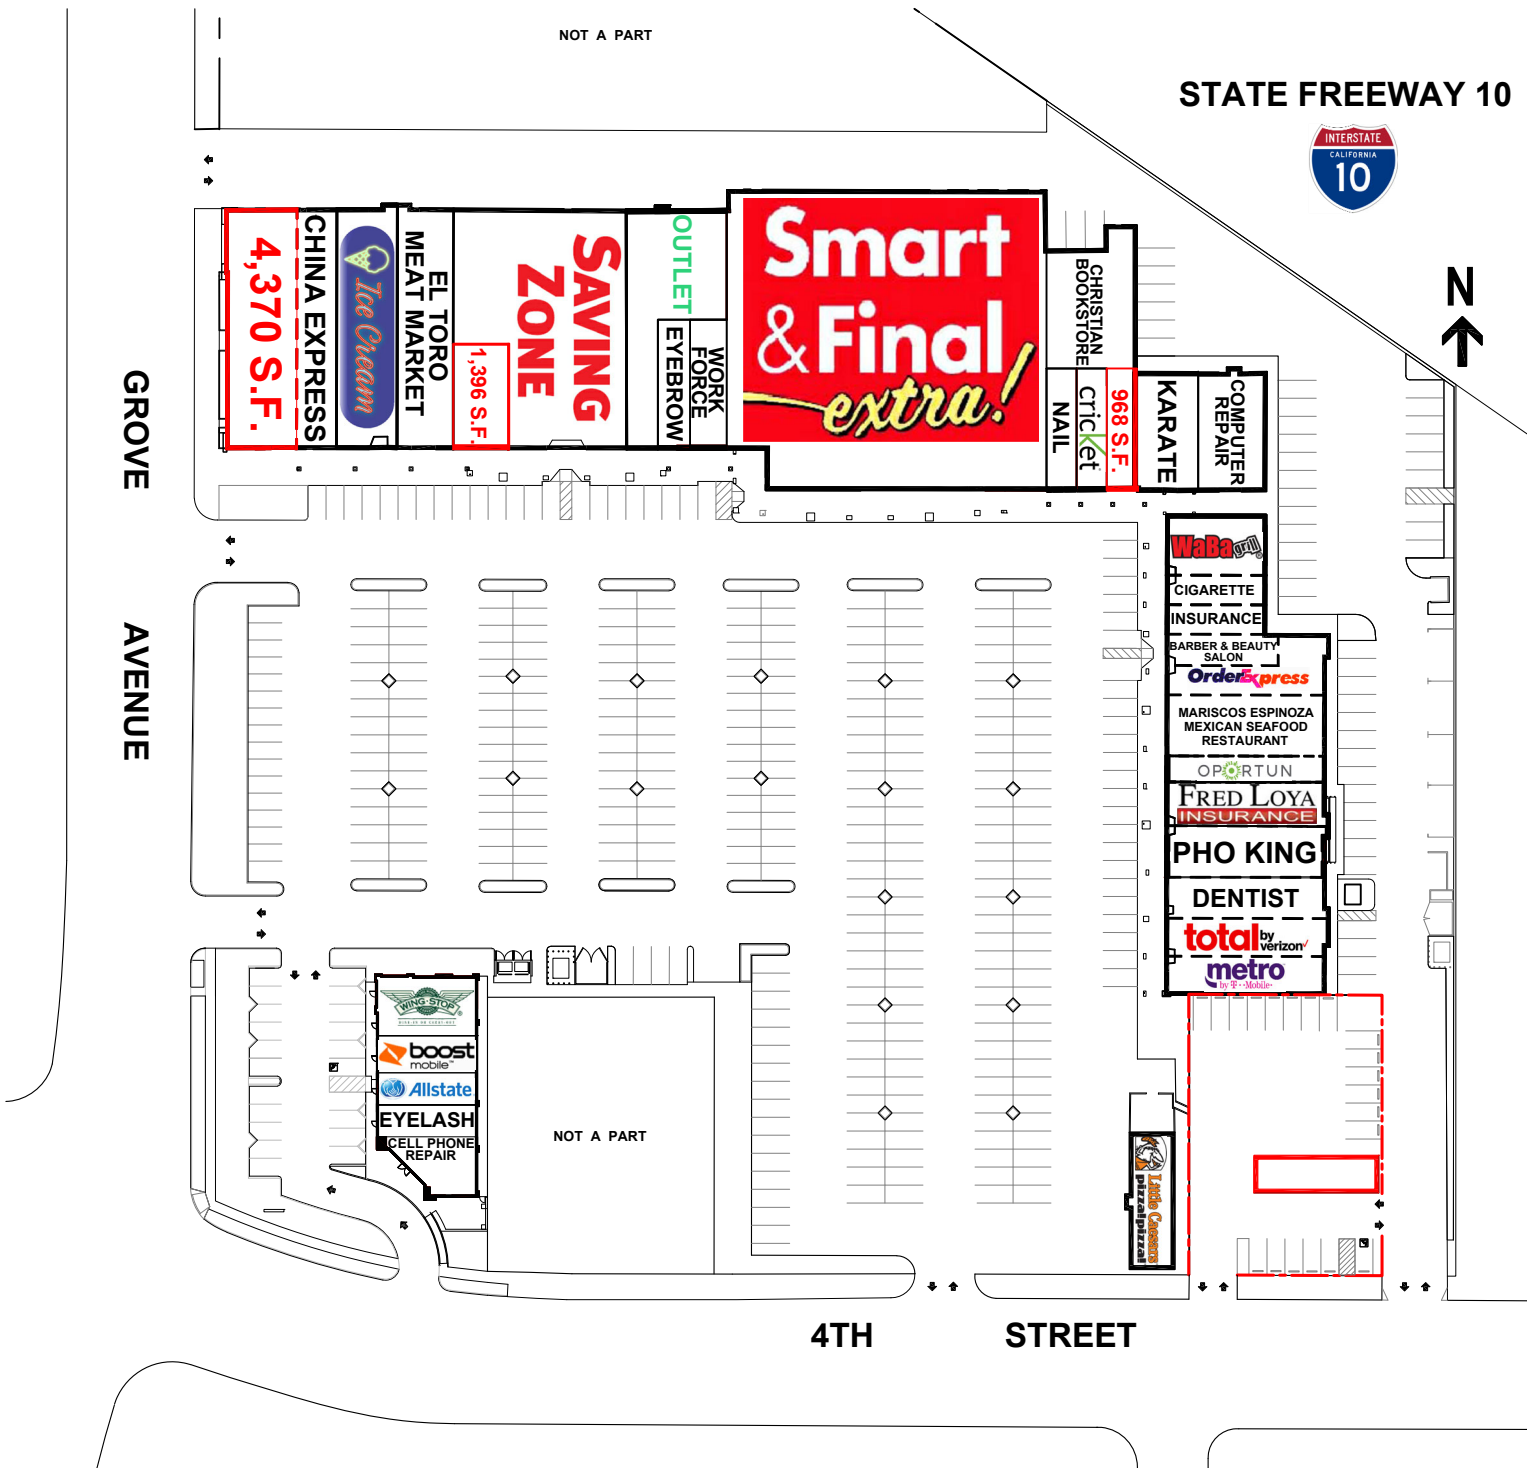 NOT A PART
STATE FREEWAY 10
INTERSTATE
CALIFORNIA
10
N
GROVE
AVENUE
4,370 S.F.
CHINA EXPRESS
Ice Cream
EL TORO
MEAT MARKET
1,396 S.F.
SAVING
ZONE
OUTLET
WORK
FORCE
EYEBROW
Smart
& Final
extra!
CHRISTIAN
BOOKSTORE
NAIL
cricket
968 S.F.
KARATE
COMPUTER
REPAIR
WaBa grill
CIGARETTE
INSURANCE
BARBER & BEAUTY
SALON
OrderExpress
MARISCOS ESPINOZA
MEXICAN SEAFOOD
RESTAURANT
OPORTUN
FRED LOYA
INSURANCE
PHO KING
DENTIST
total by
verizon
metro
by T-Mobile
WING-STOP
boost
mobile™
Allstate
EYELASH
CELL PHONE
REPAIR
NOT A PART
Little Caesars
pizza!pizza!
4TH STREET